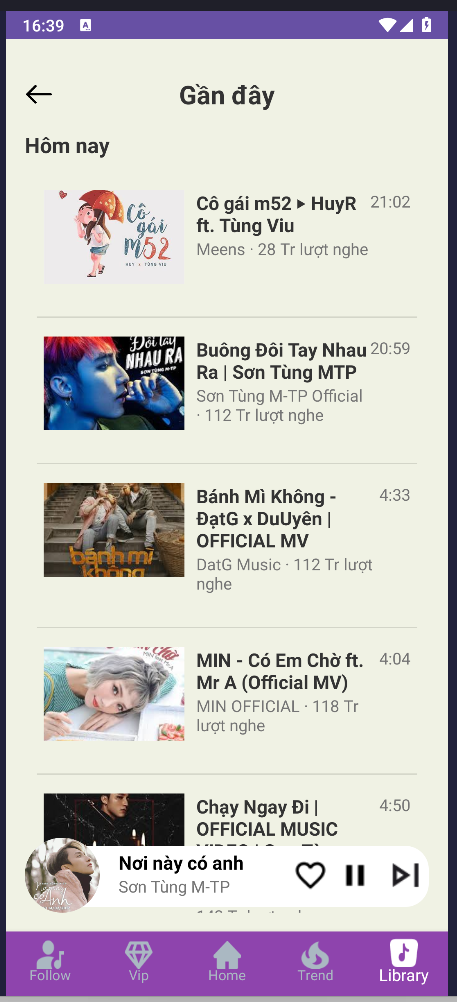 16:39 A
Gần đây
Hôm nay
Cô gái m52 ▸ HuyR 21:02
ft. Tùng Viu
Meens · 28 Tr lượt nghe
Cô
gái
M52
HUY x TÙNG VIU
Buông Đôi Tay Nhau 20:59
Ra | Sơn Tùng MTP
Sơn Tùng M-TP Official
· 112 Tr lượt nghe
NHAU RA
SƠN TÙNG M-TP
Bánh Mì Không - 4:33
ĐạtG x DuUyên |
OFFICIAL MV
DatG Music · 112 Tr lượt
nghe
bánh mì
không
MIN - Có Em Chờ ft. 4:04
Mr A (Official MV)
MIN OFFICIAL · 118 Tr
lượt nghe
Chạy Ngay Đi | 4:50
OFFICIAL MUSIC
Nơi này có anh
Sơn Tùng M-TP
Follow
Vip
Home
Trend
Library